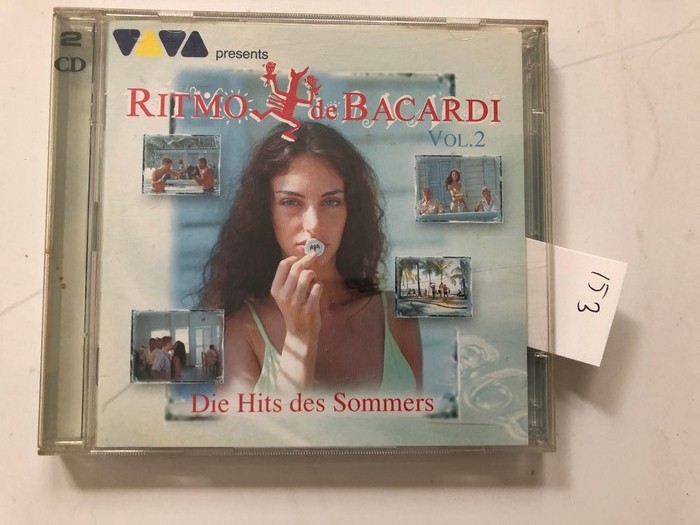 2
CD
VIVA presents
RITMO de BACARDI
VOL.2
Die Hits des Sommers
153